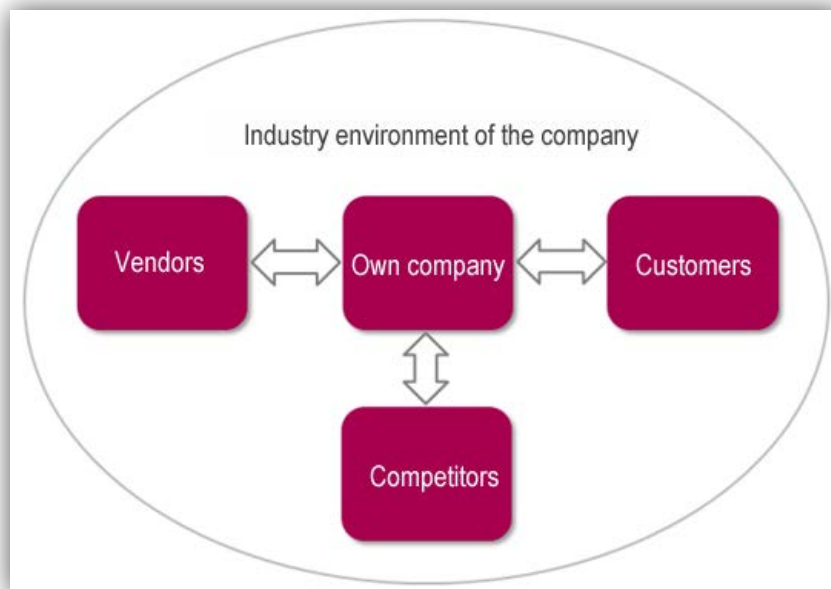 Industry environment of the company
Vendors
Own company
Customers
Competitors